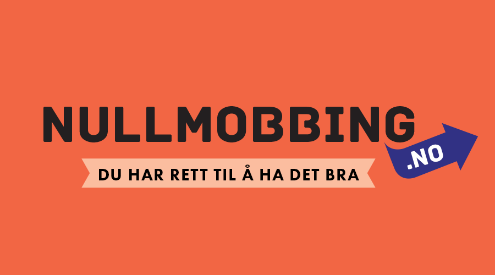 NULLMOBBING
.NO
DU HAR RETT TIL Å HA DET BRA